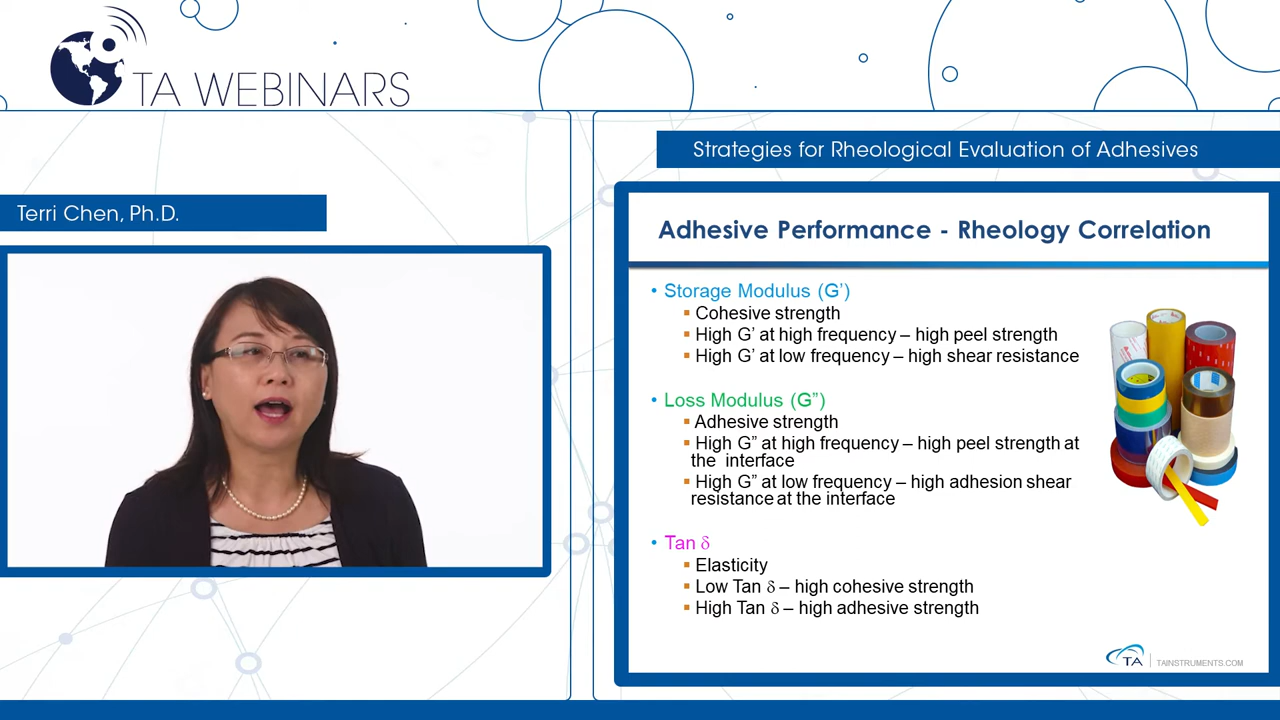 TA WEBINARS
Strategies for Rheological Evaluation of Adhesives
Terri Chen, Ph.D.
Adhesive Performance - Rheology Correlation
• Storage Modulus (G’)
▪ Cohesive strength
▪ High G’ at high frequency – high peel strength
▪ High G’ at low frequency – high shear resistance
• Loss Modulus (G”)
▪ Adhesive strength
▪ High G” at high frequency – high peel strength at
the interface
▪ High G” at low frequency – high adhesion shear
resistance at the interface
• Tan δ
▪ Elasticity
▪ Low Tan δ – high cohesive strength
▪ High Tan δ – high adhesive strength
TA
TAINSTRUMENTS.COM